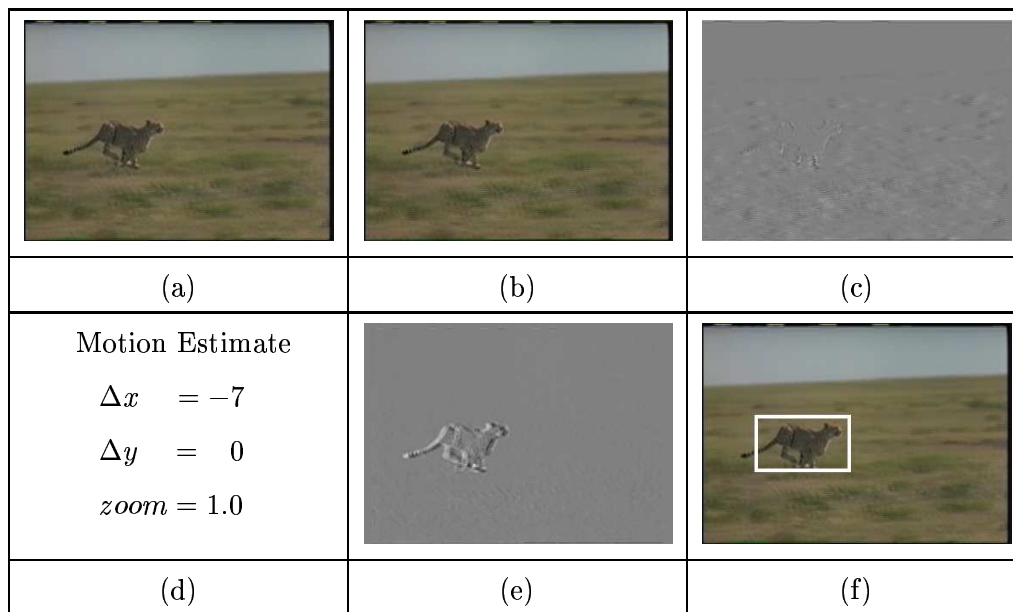 (a)
(b)
(c)
Motion Estimate
Δx = −7
Δy = 0
zoom = 1.0
(d)
(e)
(f)